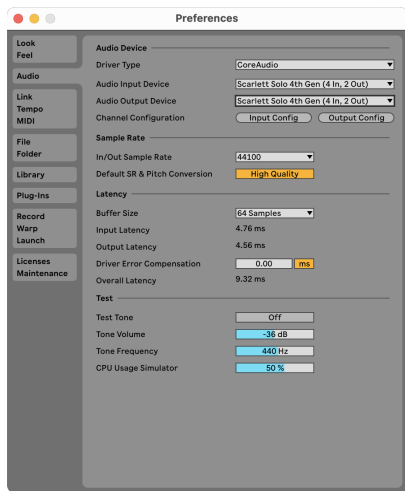 Preferences
Look
Feel
Audio
Link
Tempo
MIDI
File
Folder
Library
Plug-Ins
Record
Warp
Launch
Licenses
Maintenance
Audio Device
Driver Type CoreAudio
Audio Input Device Scarlett Solo 4th Gen (4 In, 2 Out)
Audio Output Device Scarlett Solo 4th Gen (4 In, 2 Out)
Channel Configuration Input Config Output Config
Sample Rate
In/Out Sample Rate 44100
Default SR & Pitch Conversion High Quality
Latency
Buffer Size 64 Samples
Input Latency 4.76 ms
Output Latency 4.56 ms
Driver Error Compensation 0.00 ms
Overall Latency 9.32 ms
Test
Test Tone Off
Tone Volume -36 dB
Tone Frequency 440 Hz
CPU Usage Simulator 50 %